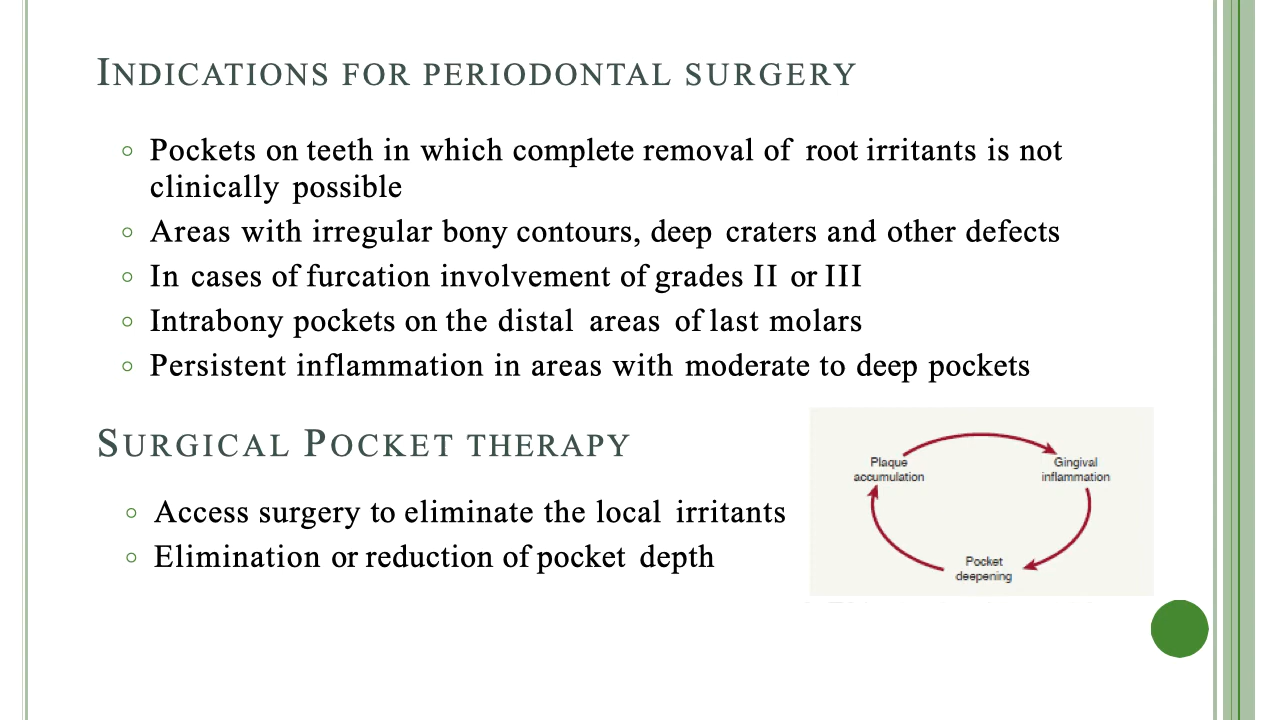 INDICATIONS FOR PERIODONTAL SURGERY
Pockets on teeth in which complete removal of root irritants is not
clinically possible
Areas with irregular bony contours, deep craters and other defects
In cases of furcation involvement of grades II or III
Intrabony pockets on the distal areas of last molars
Persistent inflammation in areas with moderate to deep pockets
SURGICAL POCKET THERAPY
Access surgery to eliminate the local irritants
Elimination or reduction of pocket depth
Plaque
accumulation
Gingival
inflammation
Pocket
deepening